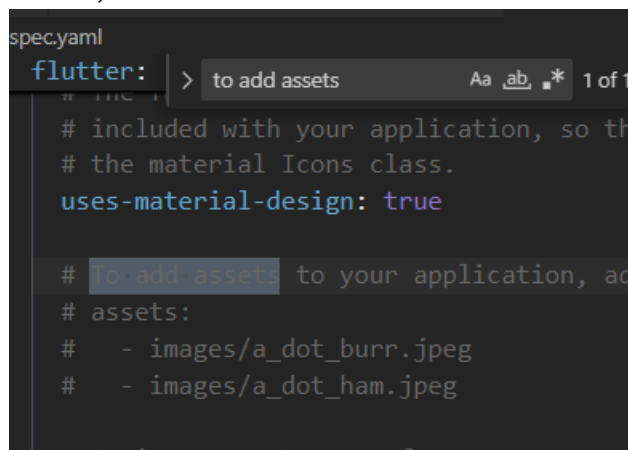 spec.yaml
flutter:
to add assets Aa ab 1 of 1
# included with your application, so th
# the material Icons class.
uses-material-design: true
# To add assets to your application, ad
# assets:
#   - images/a_dot_burr.jpeg
#   - images/a_dot_ham.jpeg